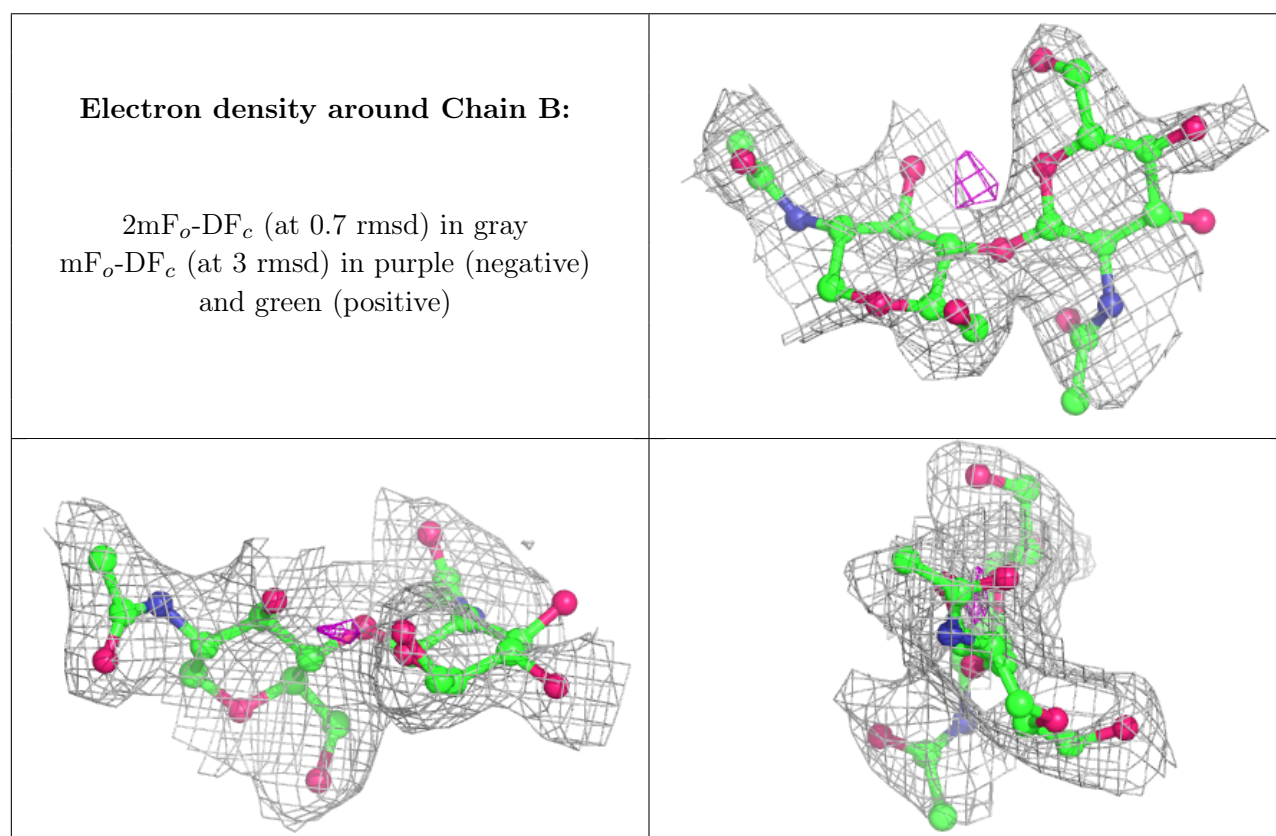 Electron density around Chain B:
2mFo-DFc (at 0.7 rmsd) in gray
mFo-DFc (at 3 rmsd) in purple (negative)
and green (positive)